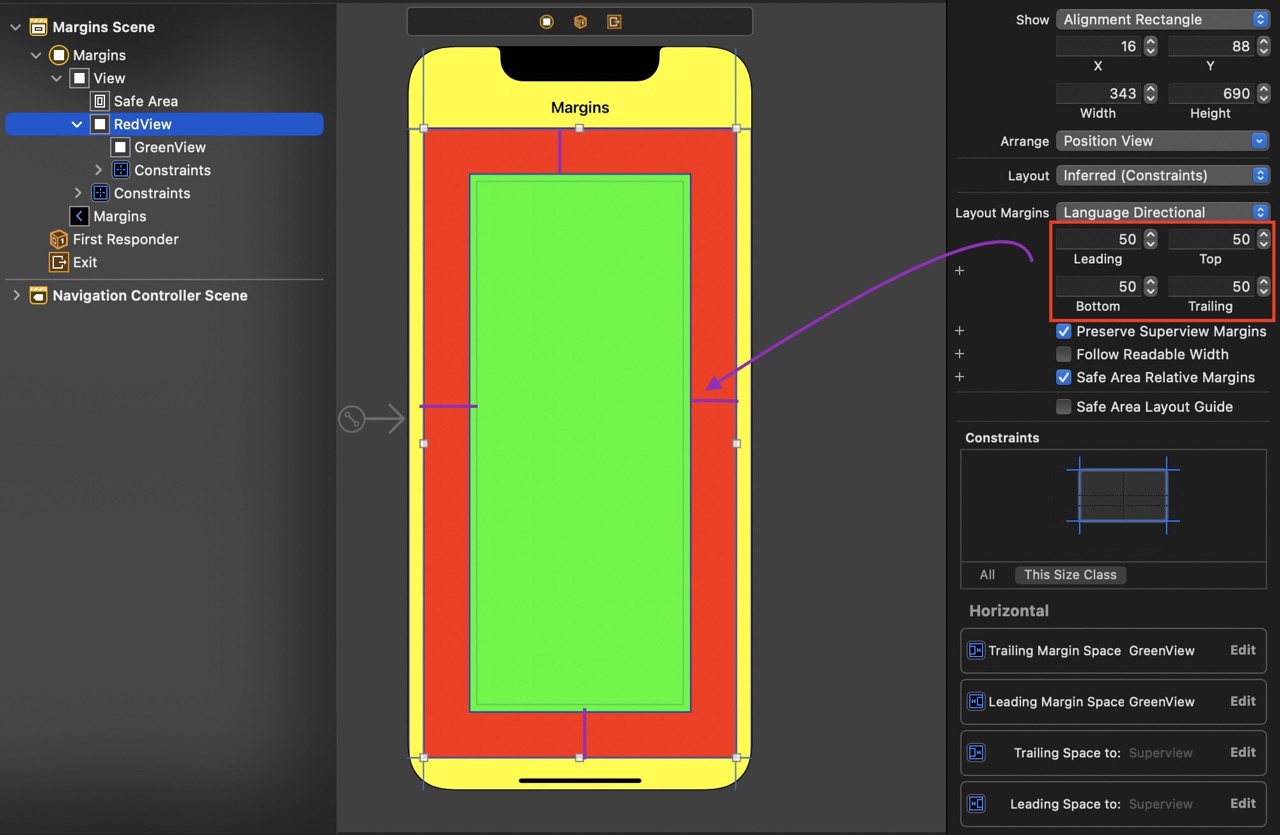 Margins Scene
Margins
View
Safe Area
RedView
GreenView
Constraints
Constraints
Margins
First Responder
Exit
Navigation Controller Scene
Margins
Show Alignment Rectangle
16 88
X Y
343 690
Width Height
Arrange Position View
Layout Inferred (Constraints)
Layout Margins Language Directional
50 50
Leading Top
50 50
Bottom Trailing
Preserve Superview Margins
Follow Readable Width
Safe Area Relative Margins
Safe Area Layout Guide
Constraints
All This Size Class
Horizontal
Trailing Margin Space GreenView Edit
Leading Margin Space GreenView Edit
Trailing Space to: Superview Edit
Leading Space to: Superview Edit